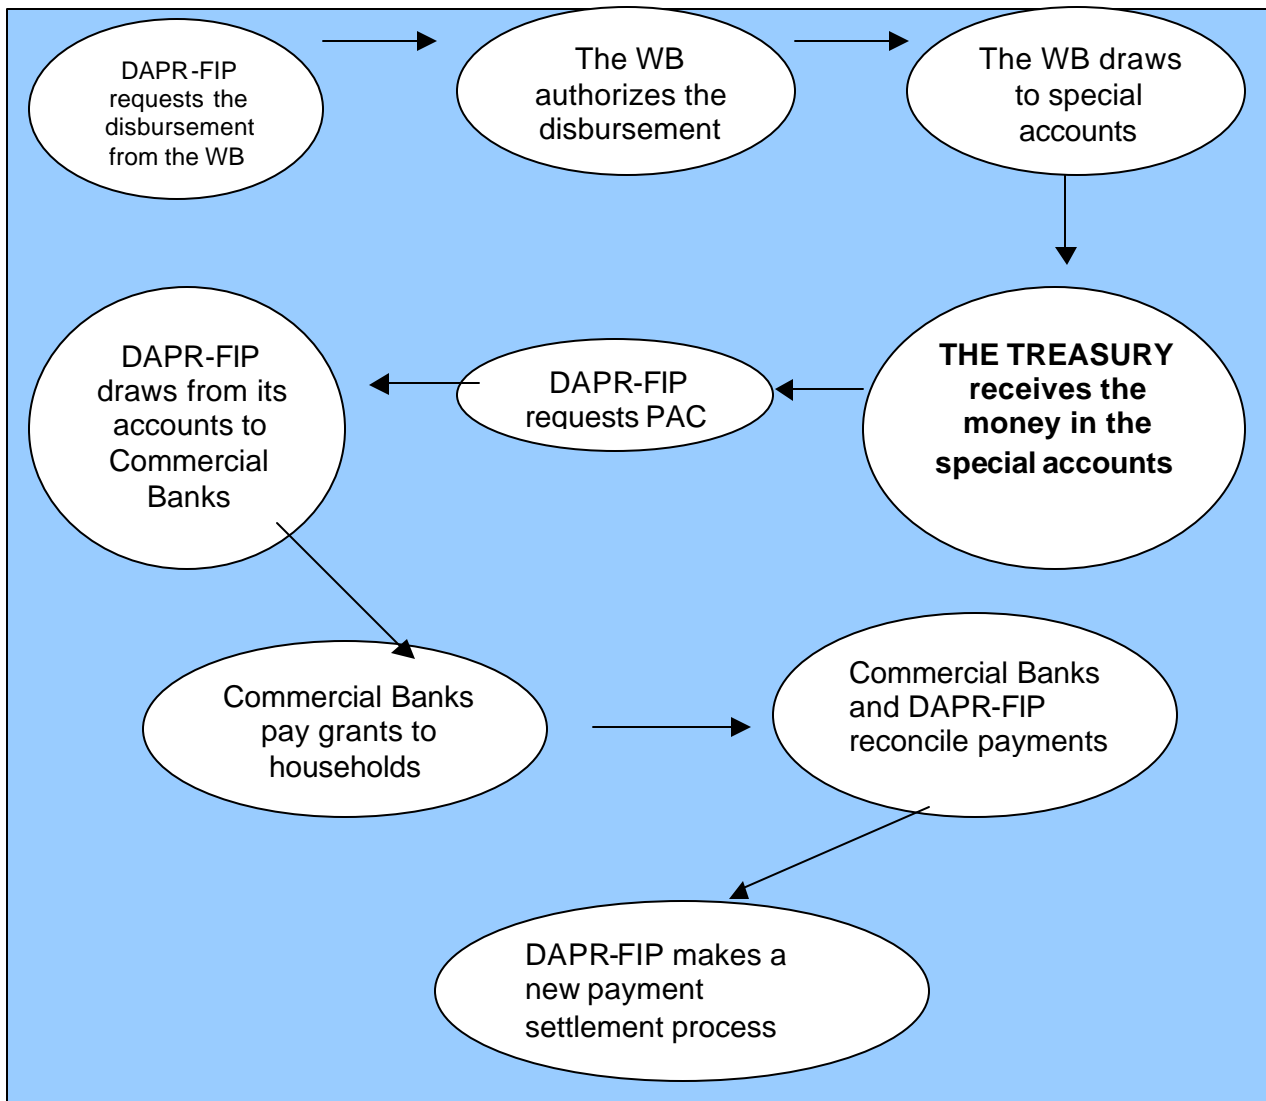 DAPR-FIP
requests the
disbursement
from the WB
The WB
authorizes the
disbursement
The WB draws
to special
accounts
THE TREASURY
receives the
money in the
special accounts
DAPR-FIP
requests PAC
DAPR-FIP
draws from its
accounts to
Commercial
Banks
Commercial Banks
pay grants to
households
Commercial Banks
and DAPR-FIP
reconcile payments
DAPR-FIP makes a
new payment
settlement process